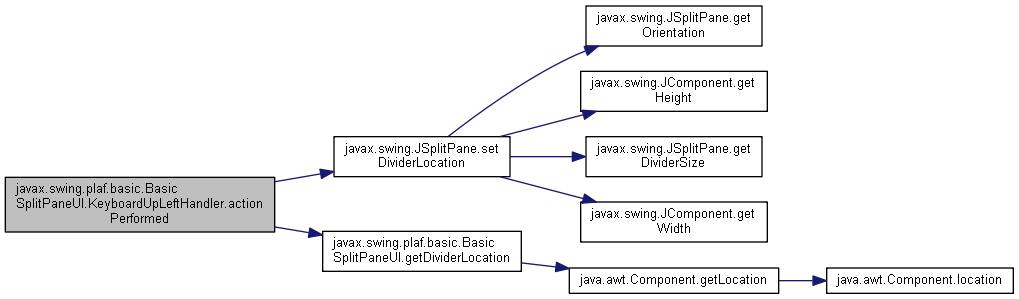 javax.swing.JSplitPane.get
Orientation
javax.swing.JComponent.get
Height
javax.swing.JSplitPane.set
DividerLocation
javax.swing.JSplitPane.get
DividerSize
javax.swing.plaf.basic.Basic
SplitPaneUI.KeyboardUpLeftHandler.action
Performed
javax.swing.JComponent.get
Width
javax.swing.plaf.basic.Basic
SplitPaneUI.getDividerLocation
java.awt.Component.getLocation
java.awt.Component.location